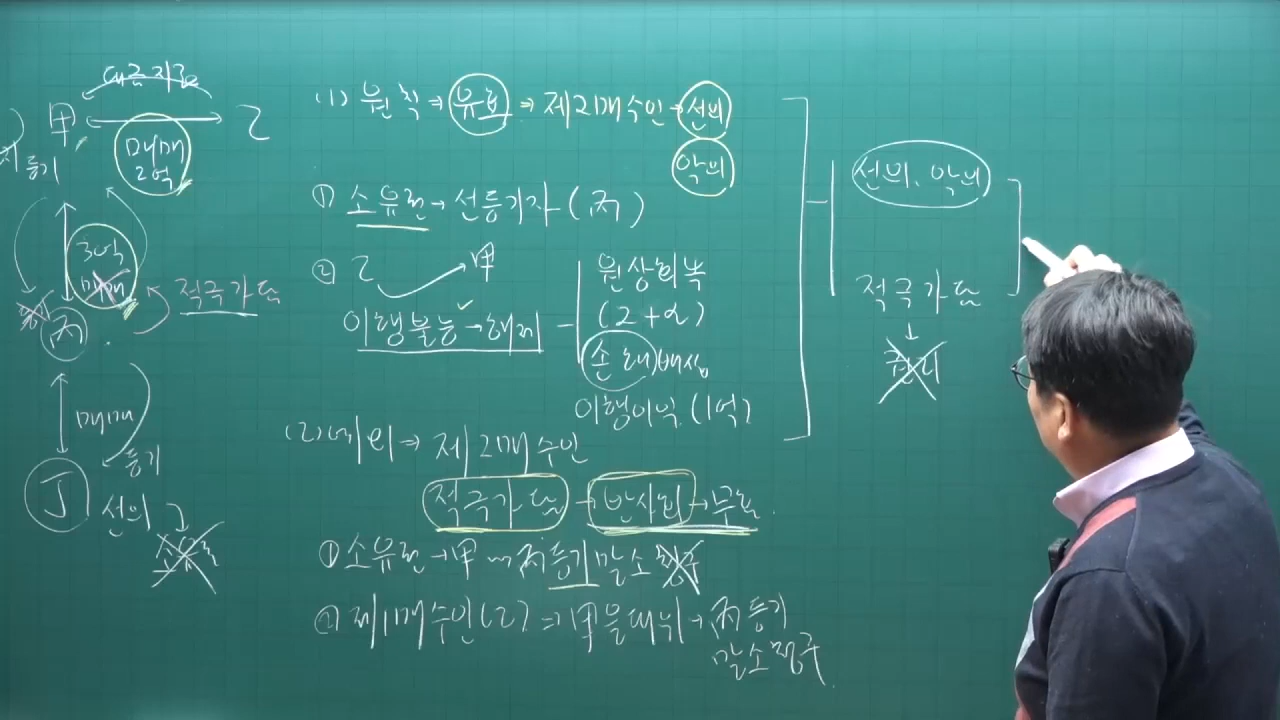 대금지급
甲
乙
매매
2억
등기
3억
매매
적극가담
丙
매매
등기
丁
선의
소유권
(1) 원칙 ⇒ 유효 ⇒ 제2매수인 → 선의
악의
① 소유권 → 선등기자 (丙)
② 乙 甲
이행불능 → 해제
원상회복
(2+α)
손해배상
이행이익 (1억)
(2) 예외 ⇒ 제2매수인
적극가담 → 반사회 → 무효
① 소유권 → 甲 丙등기말소 청구
② 제1매수인(乙) ⇒ 甲을대위 → 丙등기
말소청구
선의, 악의
적극가담
↓